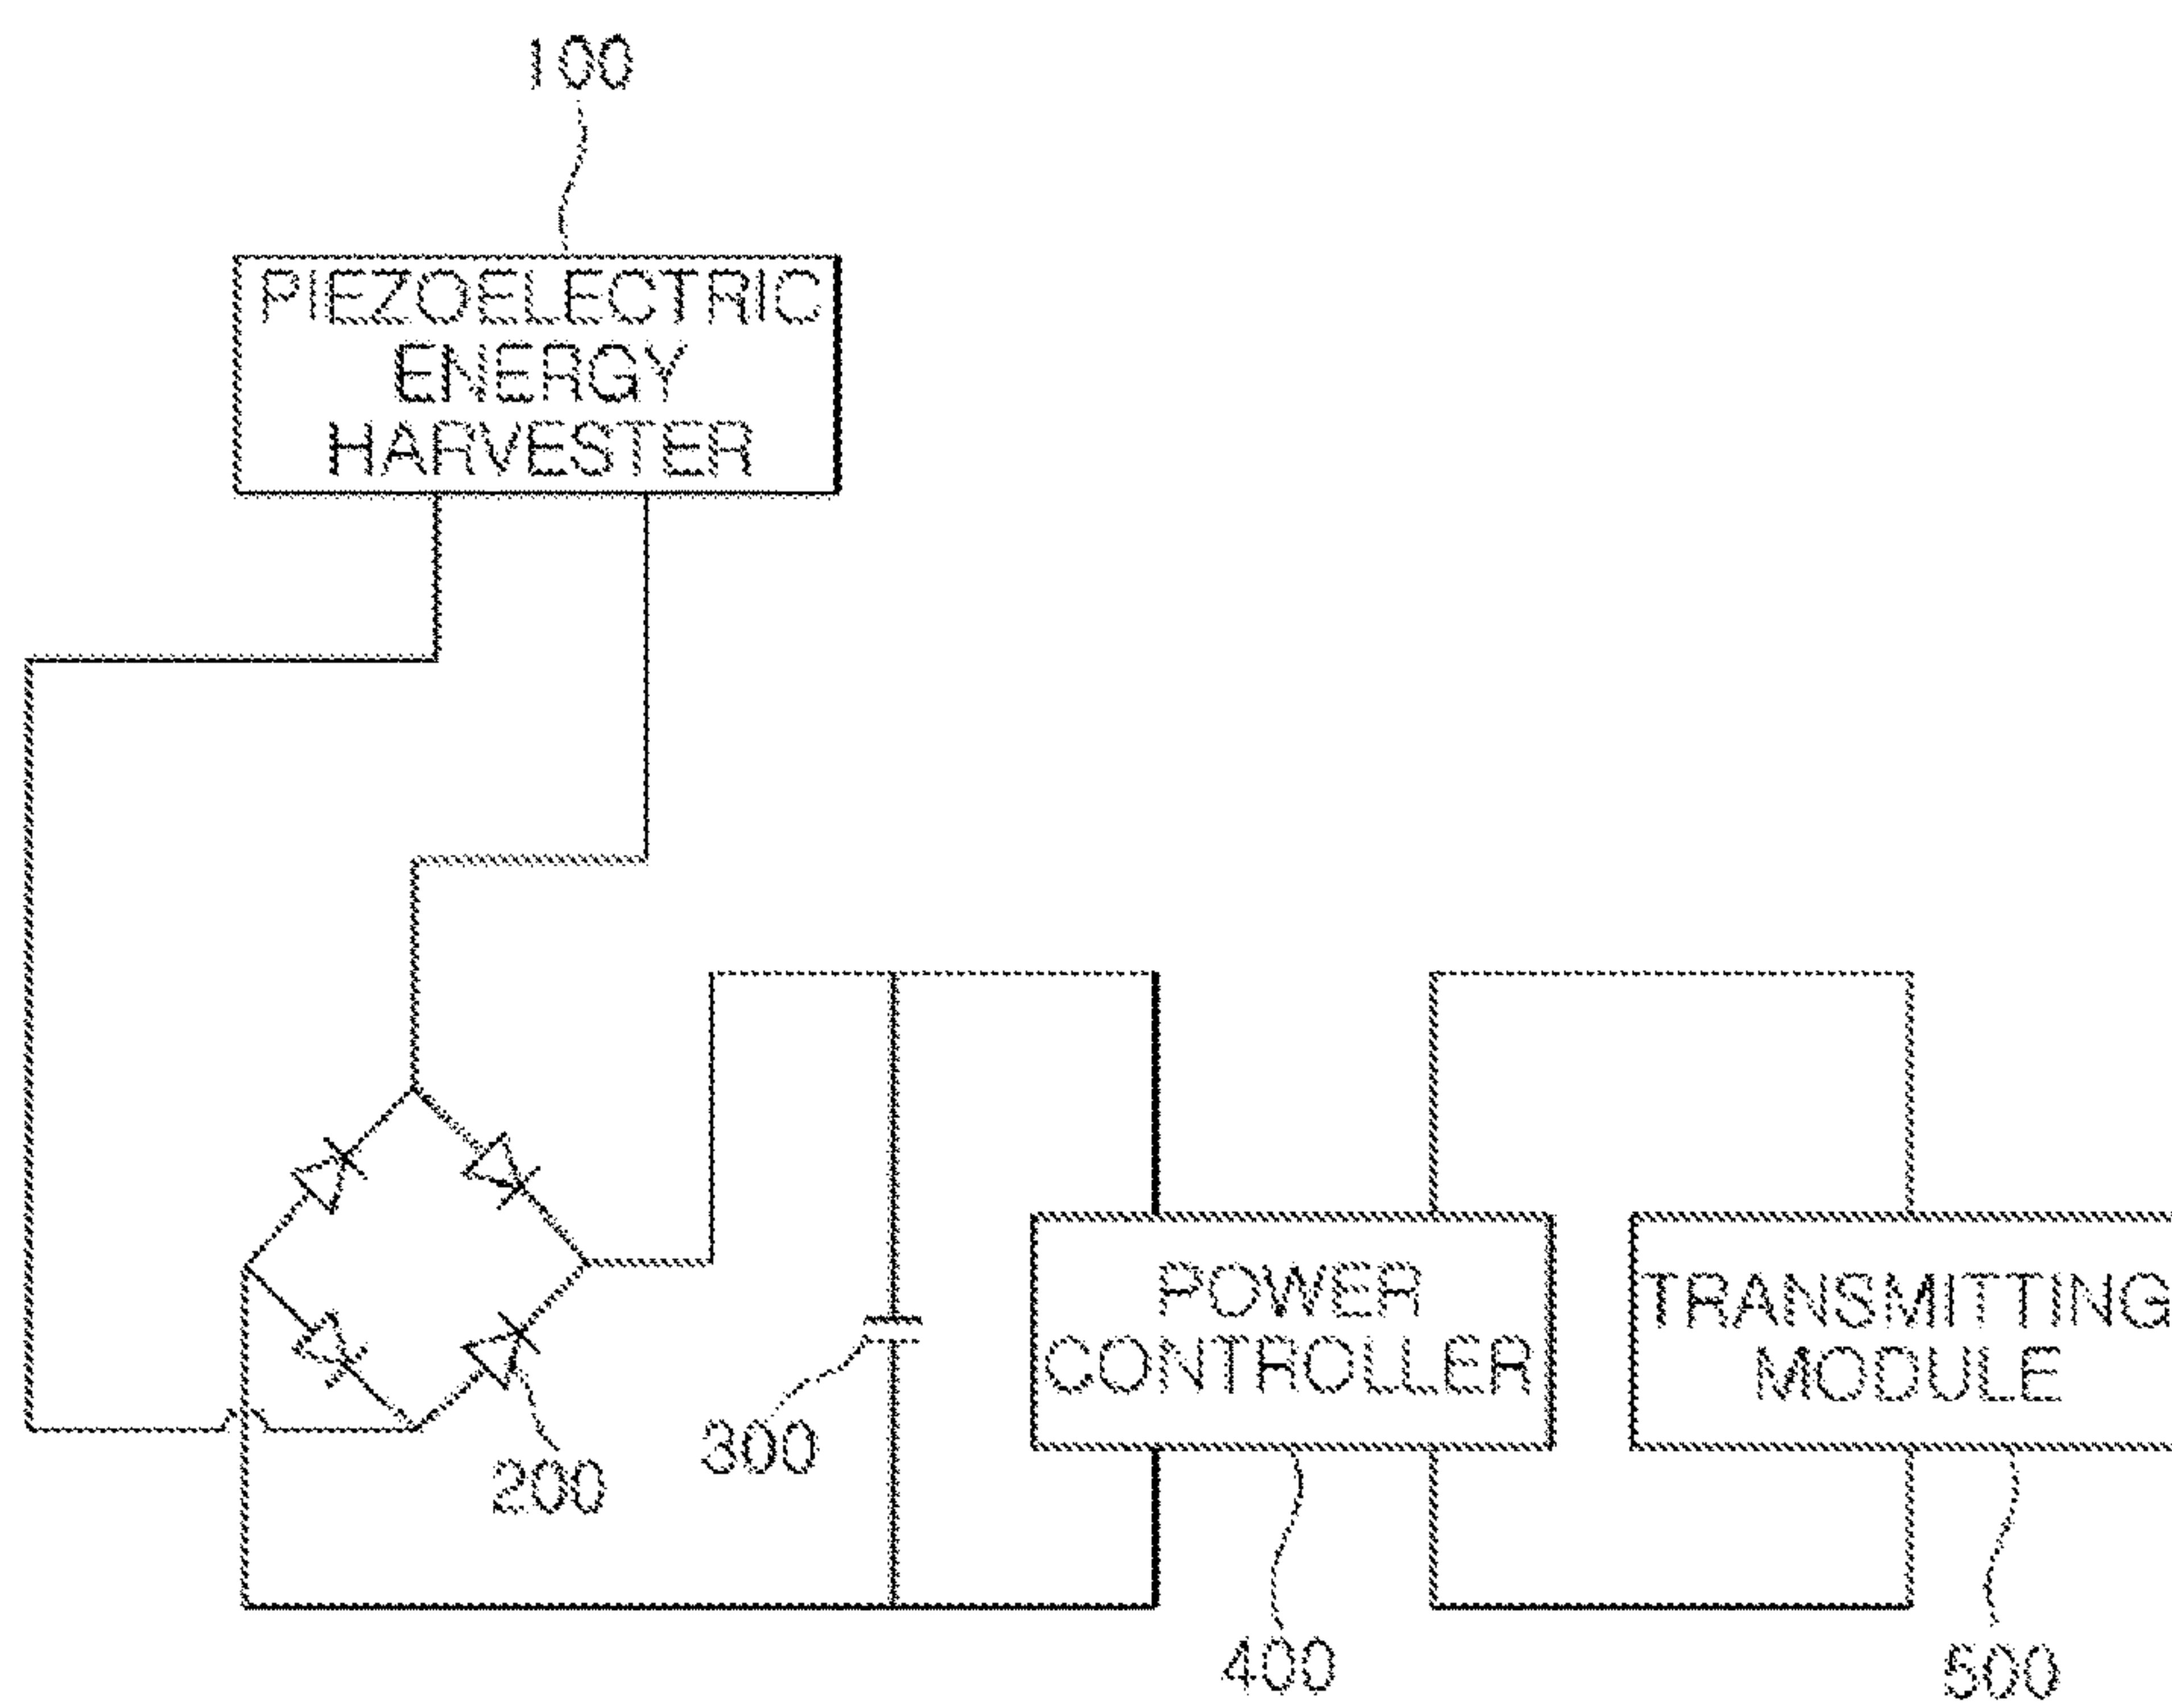 100
PIEZOELECTRIC
ENERGY
HARVESTER
POWER
CONTROLLER
TRANSMITTING
MODULE
200
300
400
500